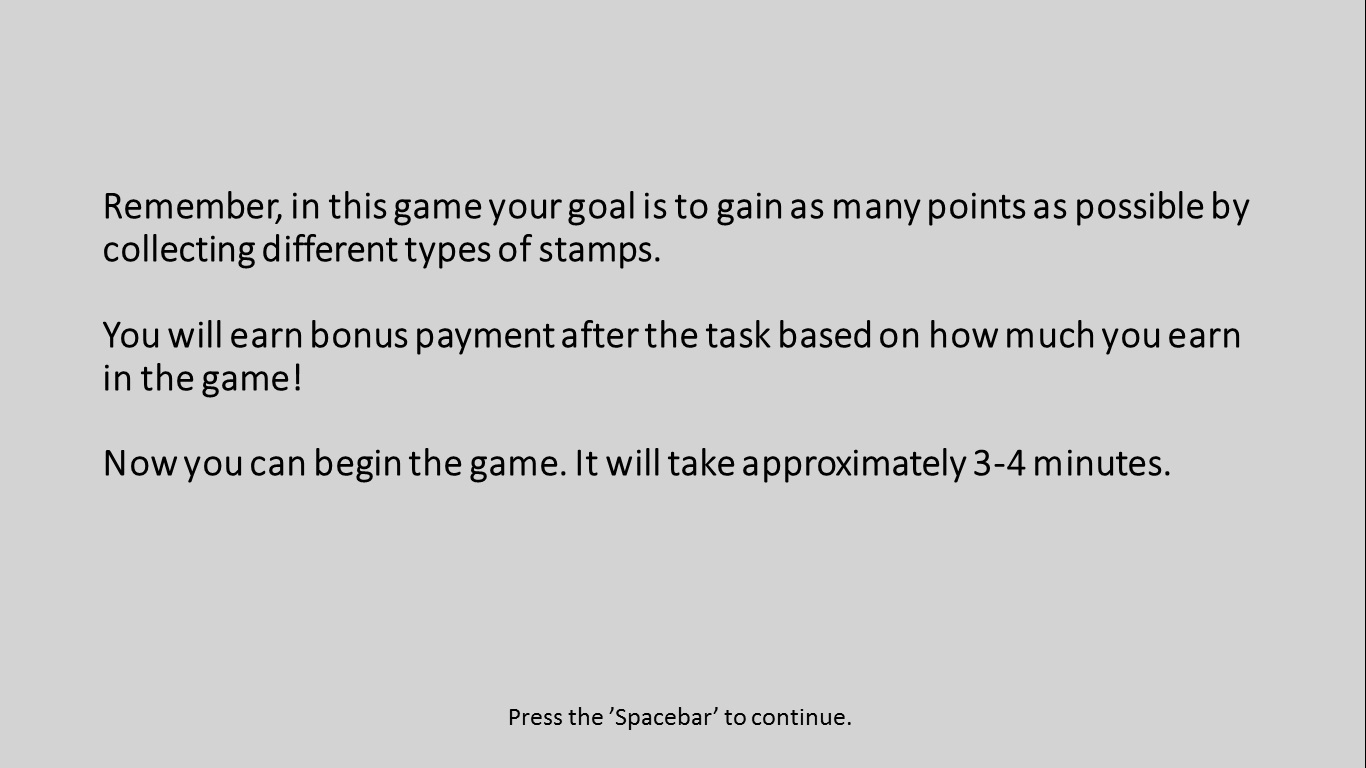 Remember, in this game your goal is to gain as many points as possible by
collecting different types of stamps.
You will earn bonus payment after the task based on how much you earn
in the game!
Now you can begin the game. It will take approximately 3-4 minutes.
Press the ’Spacebar’ to continue.